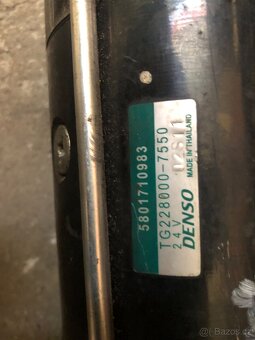 5801710983
TG228000-7550
24V
DENSO
MADE IN THAILAND